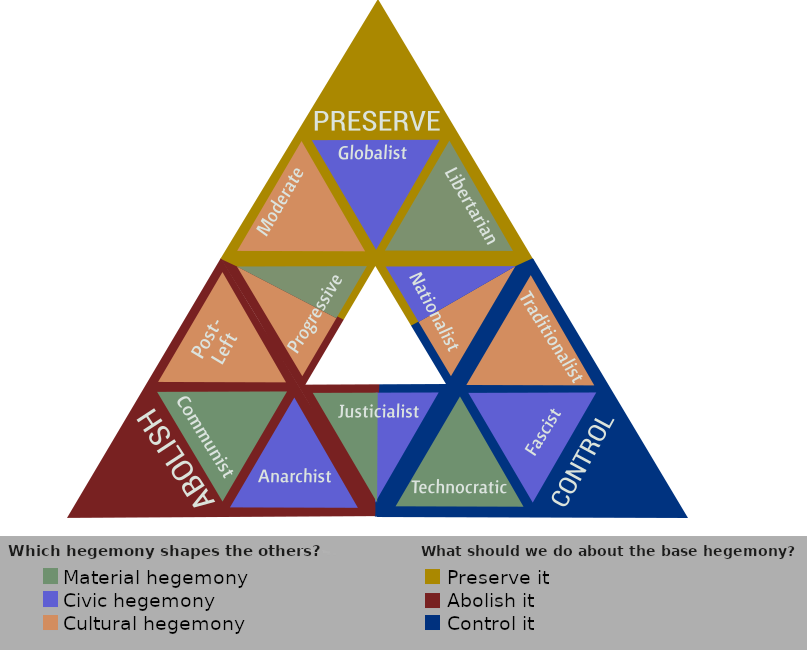 PRESERVE
Globalist
Moderate
Libertarian
Progressive
Nationalist
Post-
Left
Traditionalist
Communist
Justicialist
Fascist
Anarchist
Technocratic
ABOLISH
CONTROL
Which hegemony shapes the others?
Material hegemony
Civic hegemony
Cultural hegemony
What should we do about the base hegemony?
Preserve it
Abolish it
Control it